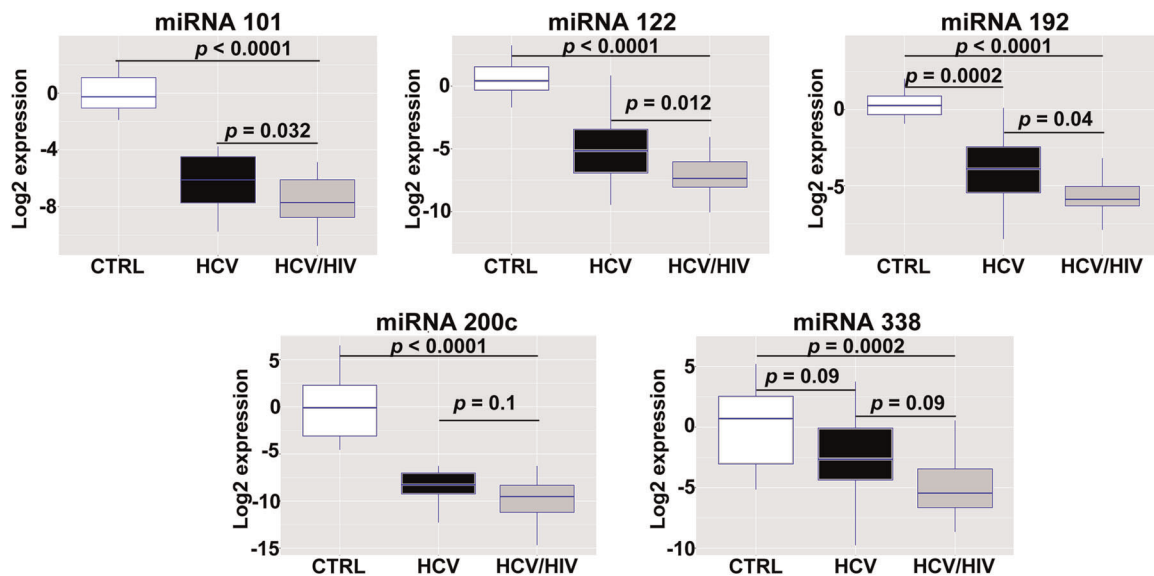 miRNA 101
Log2 expression
0
-4
-8
p < 0.0001
p = 0.032
CTRL HCV HCV/HIV
miRNA 122
Log2 expression
0
-5
-10
p < 0.0001
p = 0.012
CTRL HCV HCV/HIV
miRNA 192
Log2 expression
0
-5
p < 0.0001
p = 0.0002
p = 0.04
CTRL HCV HCV/HIV
miRNA 200c
Log2 expression
5
0
-5
-10
-15
p < 0.0001
p = 0.1
CTRL HCV HCV/HIV
miRNA 338
Log2 expression
5
0
-5
-10
p = 0.0002
p = 0.09
p = 0.09
CTRL HCV HCV/HIV